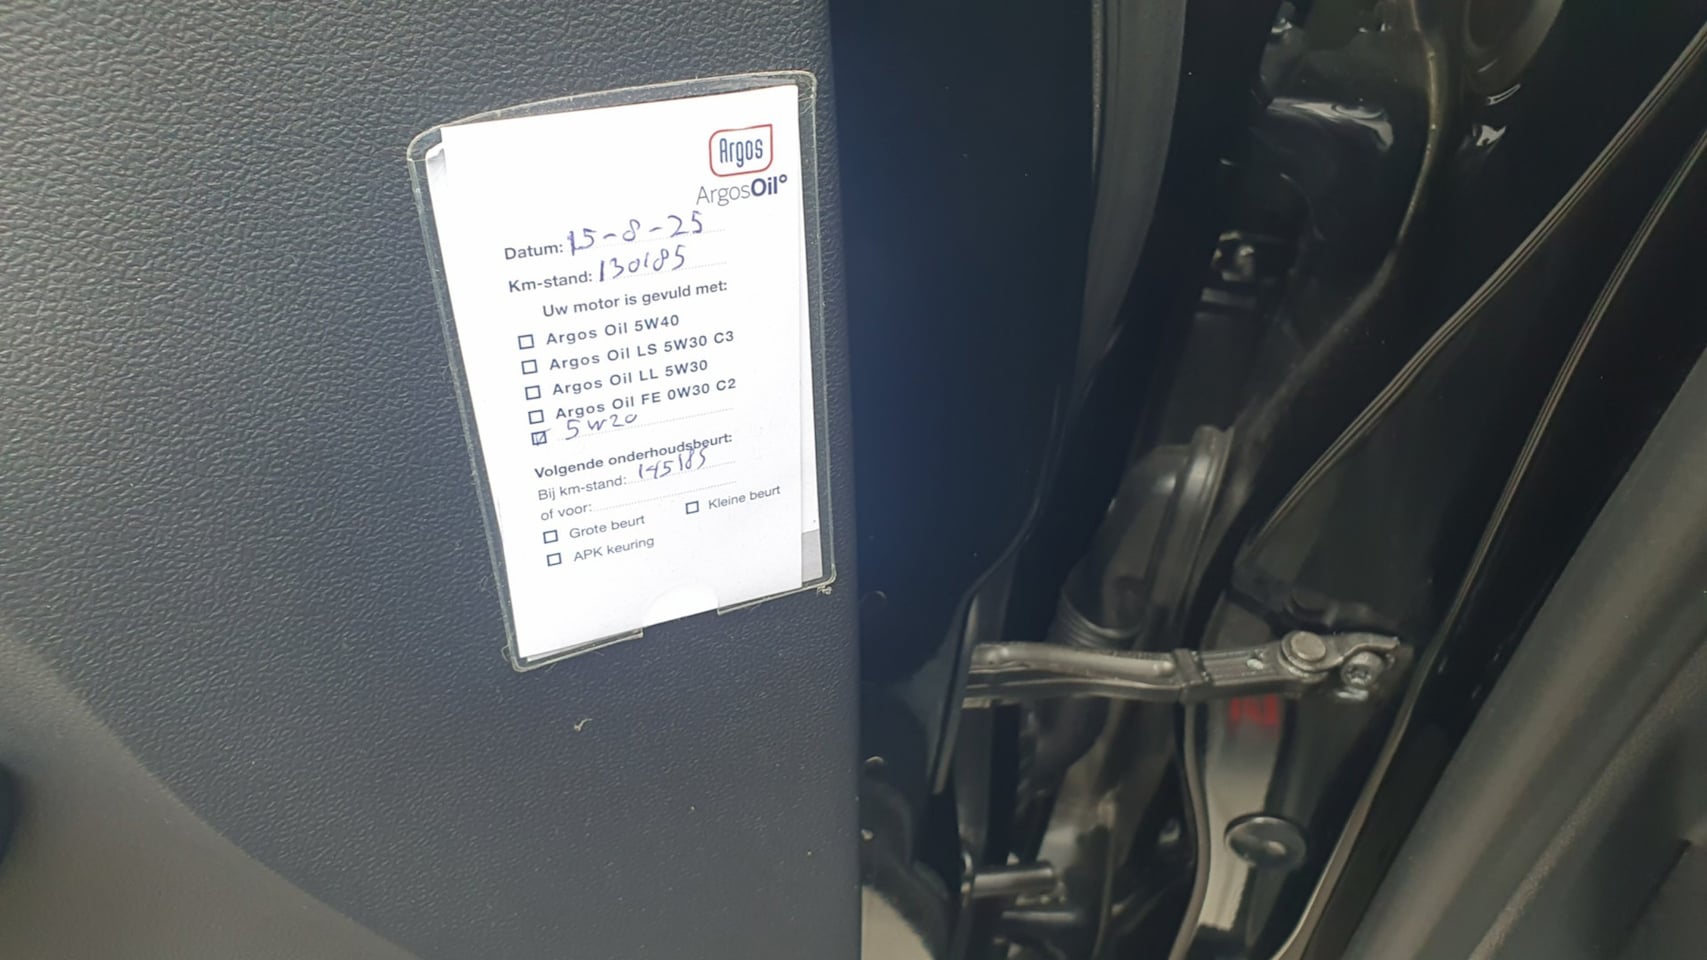 Argos
ArgosOil°
Datum: 15-8-25
Km-stand: 130185
Uw motor is gevuld met:
Argos Oil 5W40
Argos Oil LS 5W30 C3
Argos Oil LL 5W30
Argos Oil FE 0W30 C2
5W20
Volgende onderhoudsbeurt:
Bij km-stand: 145185
of voor:
Grote beurt Kleine beurt
APK keuring